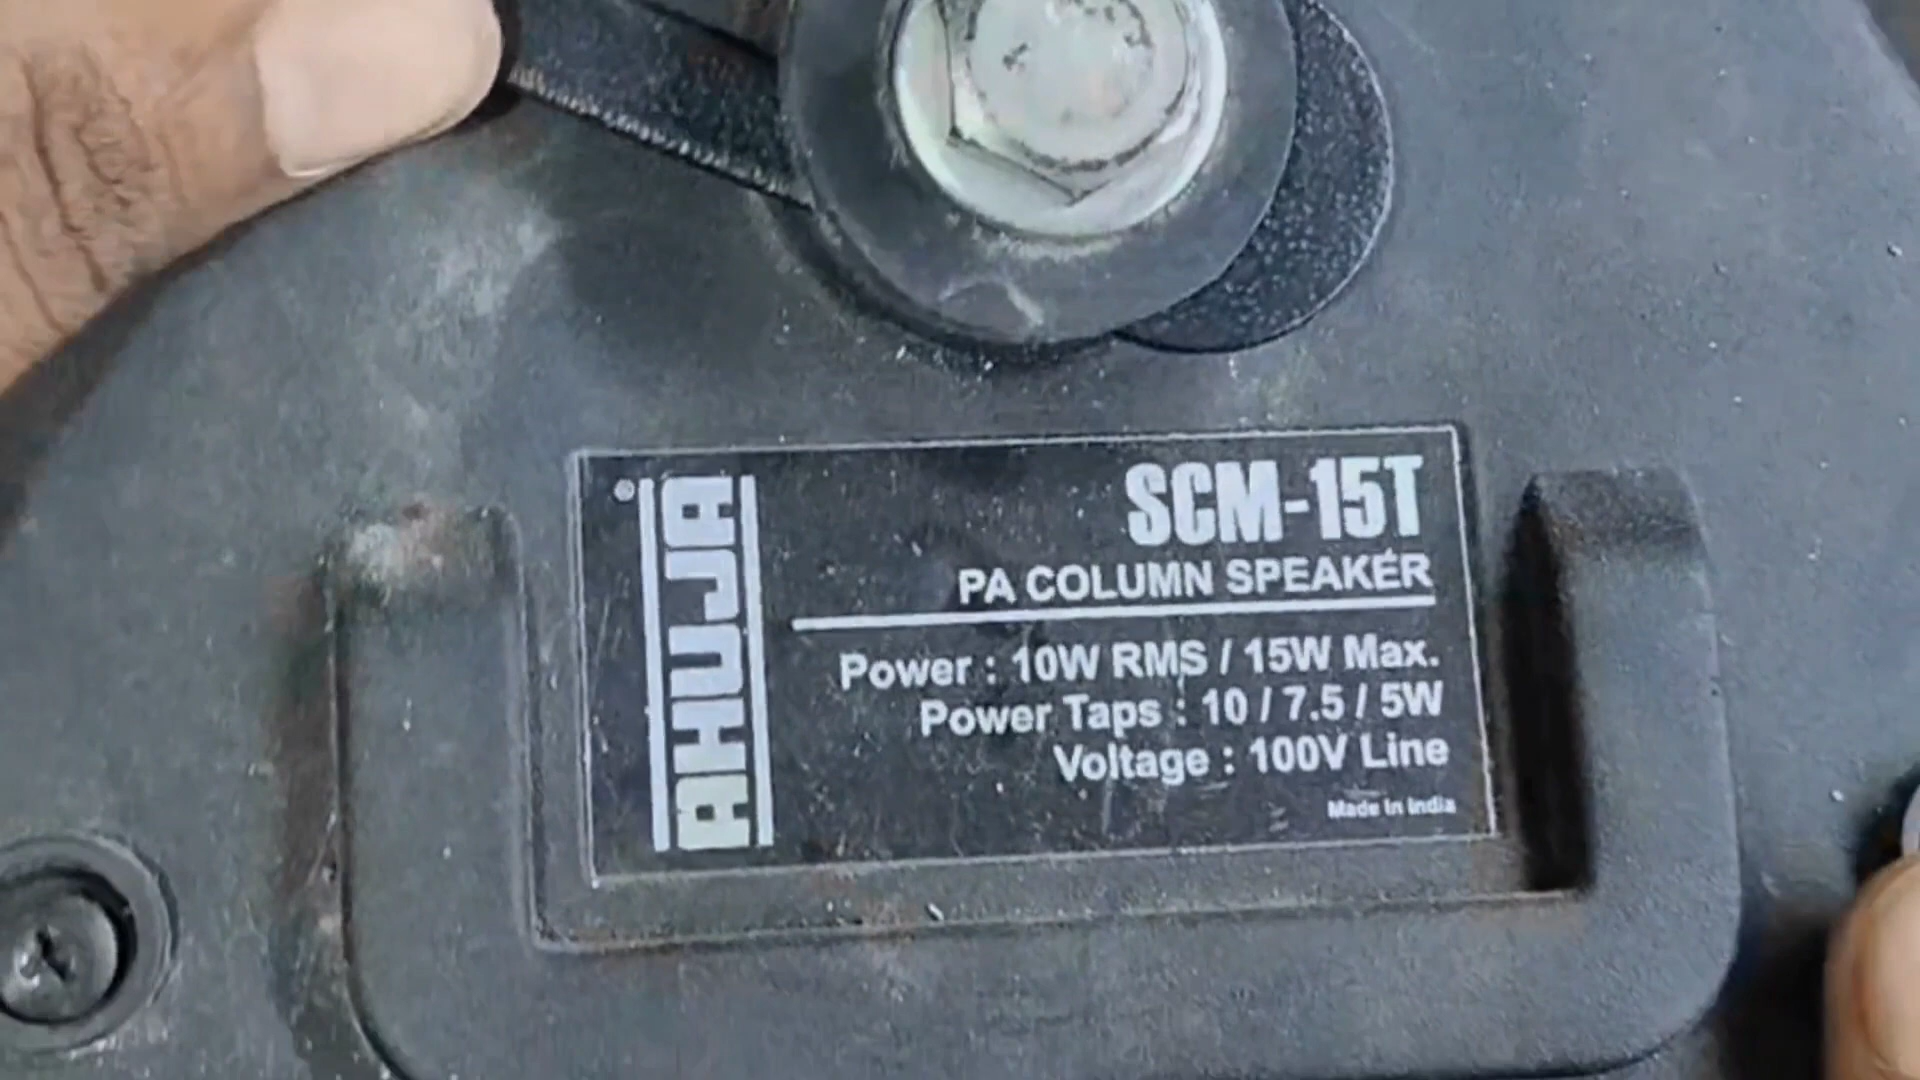 AHUJA®
SCM-15T
PA COLUMN SPEAKER
Power : 10W RMS / 15W Max.
Power Taps : 10 / 7.5 / 5W
Voltage : 100V Line
Made In India